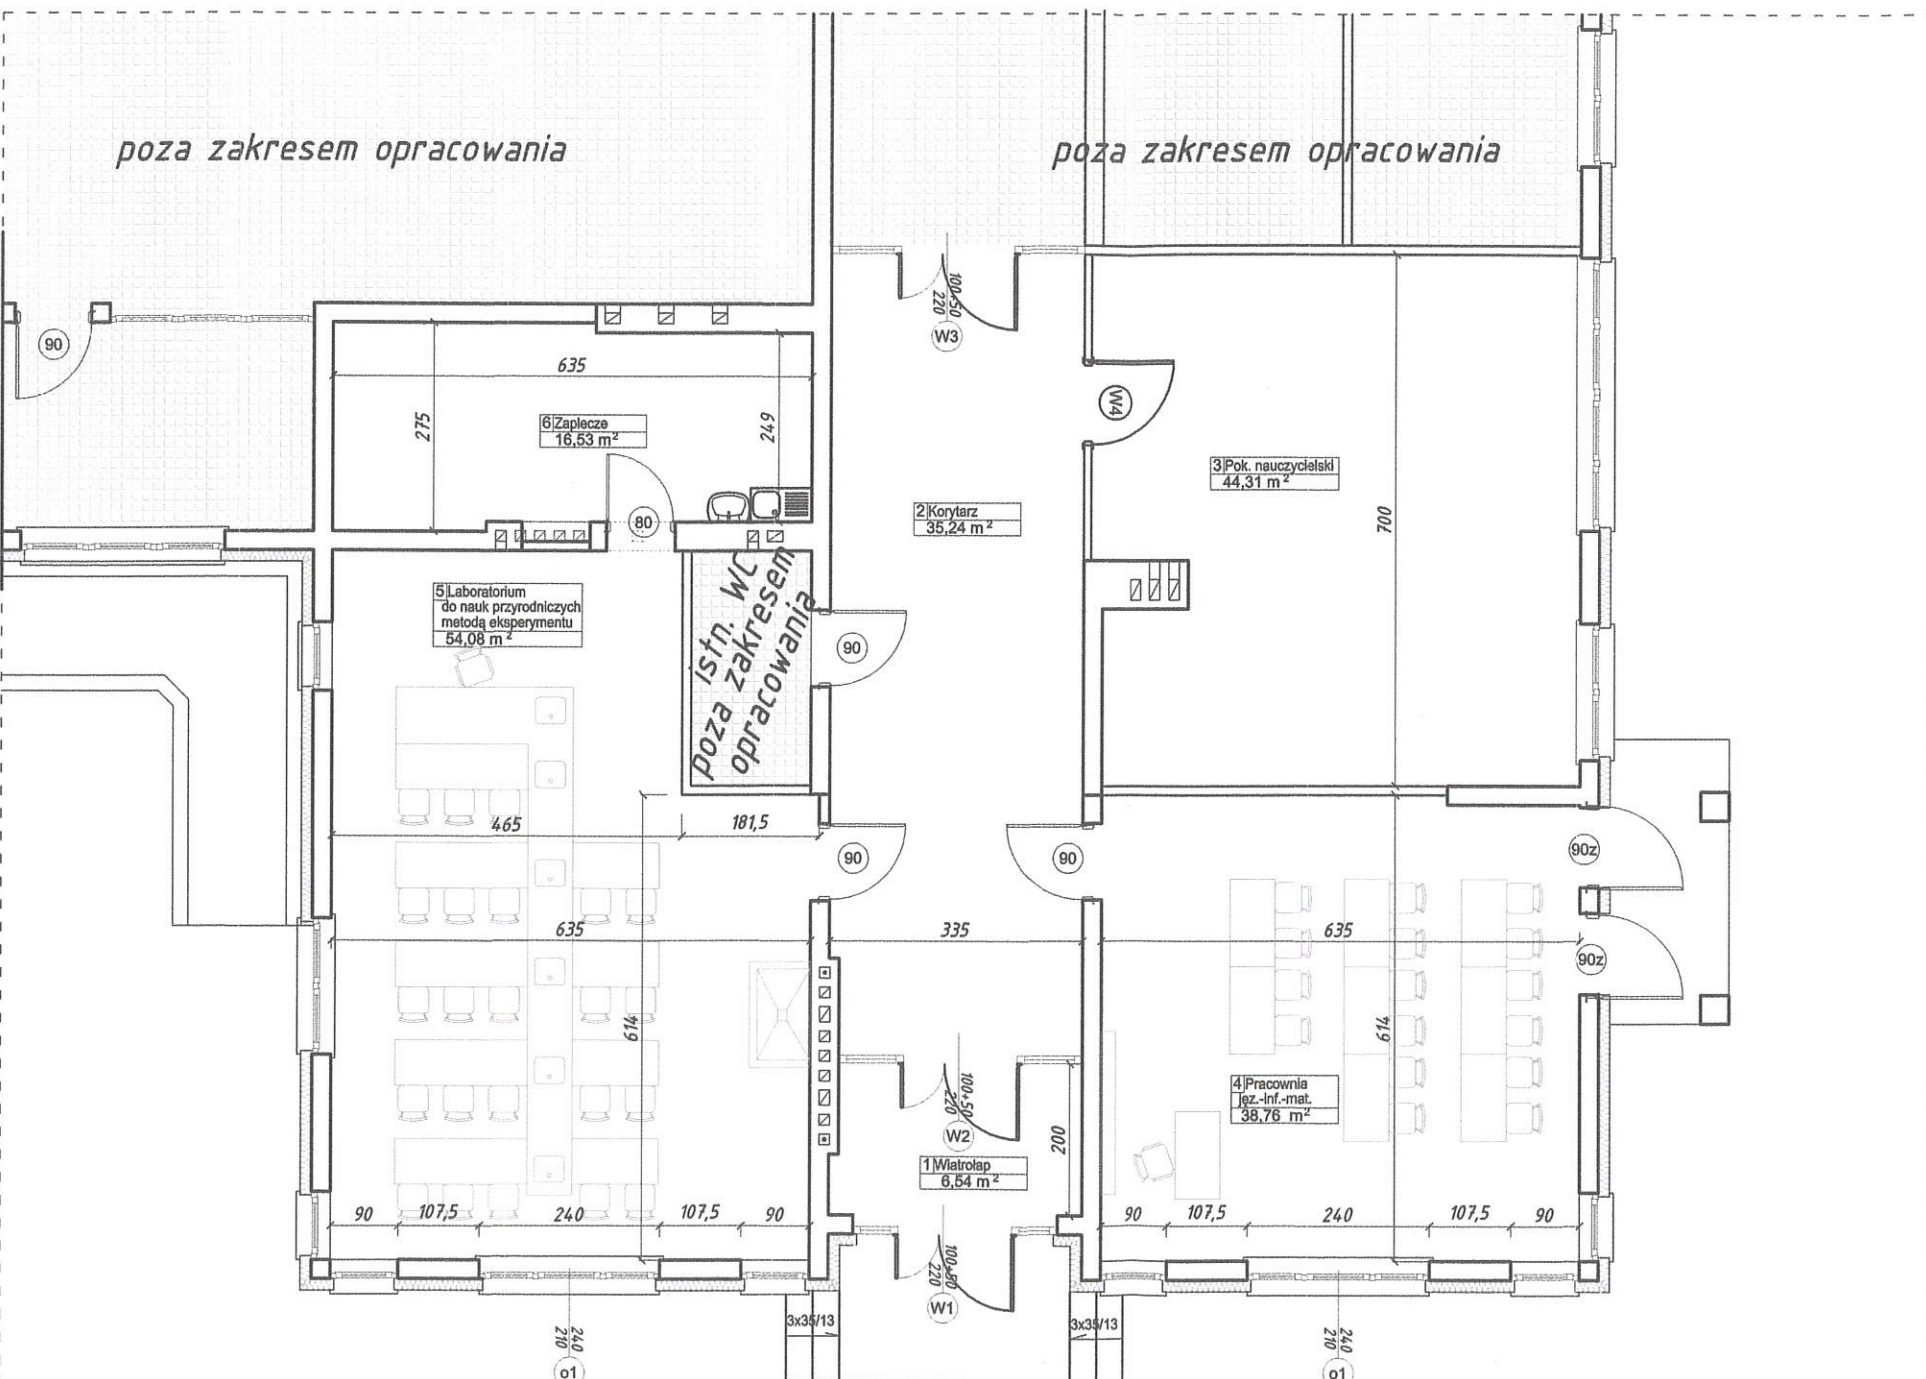 poza zakresem opracowania
poza zakresem opracowania
90
100+50
220
W3
635
275
249
W4
6 Zaplecze
16,53 m²
3 Pok. nauczycielski
44,31 m²
2 Korytarz
35,24 m²
80
700
5 Laboratorium
do nauk przyrodniczych
metodą eksperymentu
54,08 m²
istn. WC
poza zakresem
opracowania
90
465
181,5
90
90
90z
635
335
635
90z
614
619
100+50
220
W2
200
4 Pracownia
jęz.-inf.-mat.
38,76 m²
1 Wiatrołap
6,54 m²
90
107,5
240
107,5
90
90
107,5
240
107,5
90
100+50
220
W1
3x35/13
3x35/13
240
210
o1
240
210
o1